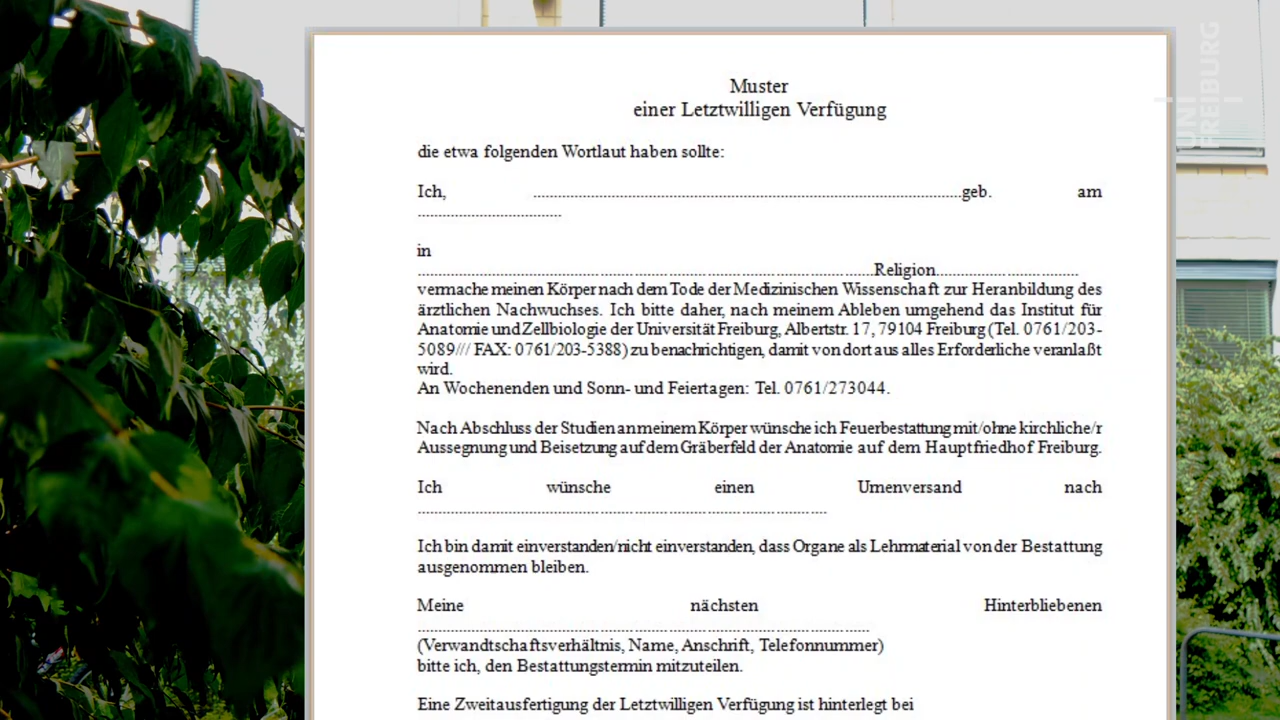 Muster
einer Letztwilligen Verfügung
die etwa folgenden Wortlaut haben sollte:
Ich, ........................................................................................................geb. am
...................................
in
...............................................................................................................Religion...................................
vermache meinen Körper nach dem Tode der Medizinischen Wissenschaft zur Heranbildung des
ärztlichen Nachwuchses. Ich bitte daher, nach meinem Ableben umgehend das Institut für
Anatomie und Zellbiologie der Universität Freiburg, Albertstr. 17, 79104 Freiburg (Tel. 0761/203-
5089/// FAX: 0761/203-5388) zu benachrichtigen, damit von dort aus alles Erforderliche veranlaßt
wird.
An Wochenenden und Sonn- und Feiertagen: Tel. 0761/273044.
Nach Abschluss der Studien an meinem Körper wünsche ich Feuerbestattung mit/ohne kirchliche/r
Aussegnung und Beisetzung auf dem Gräberfeld der Anatomie auf dem Hauptfriedhof Freiburg.
Ich wünsche einen Urnenversand nach
....................................................................................................
Ich bin damit einverstanden/nicht einverstanden, dass Organe als Lehrmaterial von der Bestattung
ausgenommen bleiben.
Meine nächsten Hinterbliebenen
..............................................................................................................
(Verwandtschaftsverhältnis, Name, Anschrift, Telefonnummer)
bitte ich, den Bestattungstermin mitzuteilen.
Eine Zweitausfertigung der Letztwilligen Verfügung ist hinterlegt bei
UNI
FREIBURG